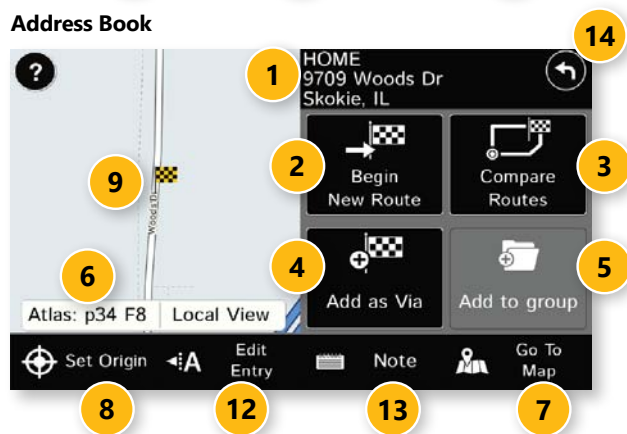 Address Book
14
?
1
HOME
9709 Woods Dr
Skokie, IL
2
Begin
New Route
3
Compare
Routes
9
Woods Dr
4
Add as Via
5
Add to group
6
Atlas: p34 F8
Local View
Set Origin
A
Edit
Entry
Note
Go To
Map
8
12
13
7